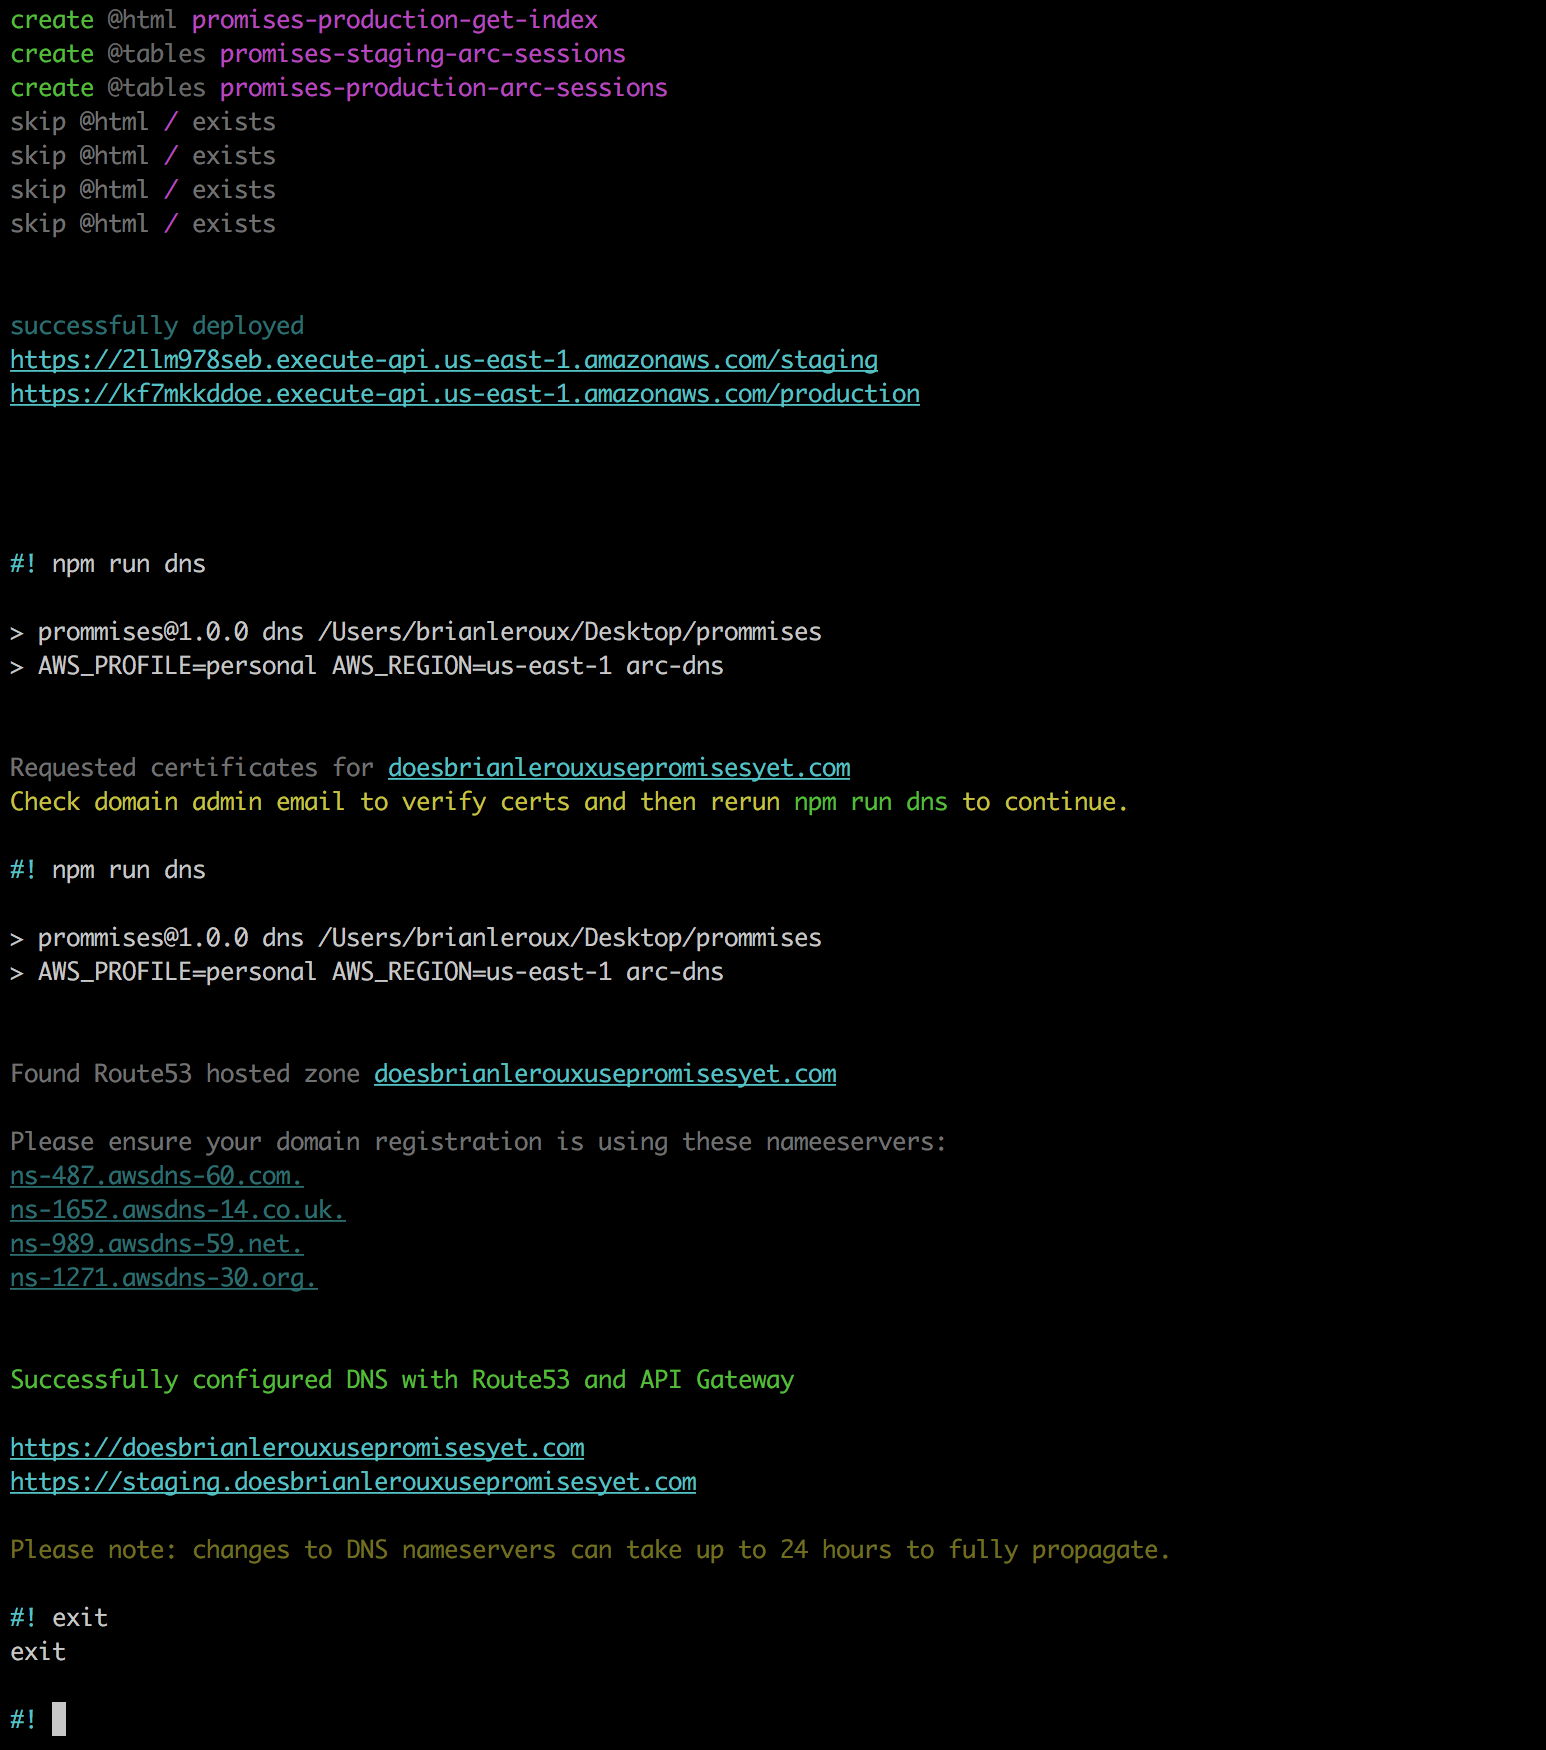 create @html promises-production-get-index
create @tables promises-staging-arc-sessions
create @tables promises-production-arc-sessions
skip @html / exists
skip @html / exists
skip @html / exists
skip @html / exists
successfully deployed
https://2llm978seb.execute-api.us-east-1.amazonaws.com/staging
https://kf7mkkddoe.execute-api.us-east-1.amazonaws.com/production
#! npm run dns
> prommises@1.0.0 dns /Users/brianleroux/Desktop/prommises
> AWS_PROFILE=personal AWS_REGION=us-east-1 arc-dns
Requested certificates for doesbrianlerouxusepromisesyet.com
Check domain admin email to verify certs and then rerun npm run dns to continue.
#! npm run dns
> prommises@1.0.0 dns /Users/brianleroux/Desktop/prommises
> AWS_PROFILE=personal AWS_REGION=us-east-1 arc-dns
Found Route53 hosted zone doesbrianlerouxusepromisesyet.com
Please ensure your domain registration is using these nameeservers:
ns-487.awsdns-60.com.
ns-1652.awsdns-14.co.uk.
ns-989.awsdns-59.net.
ns-1271.awsdns-30.org.
Successfully configured DNS with Route53 and API Gateway
https://doesbrianlerouxusepromisesyet.com
https://staging.doesbrianlerouxusepromisesyet.com
Please note: changes to DNS nameservers can take up to 24 hours to fully propagate.
#! exit
exit
#!